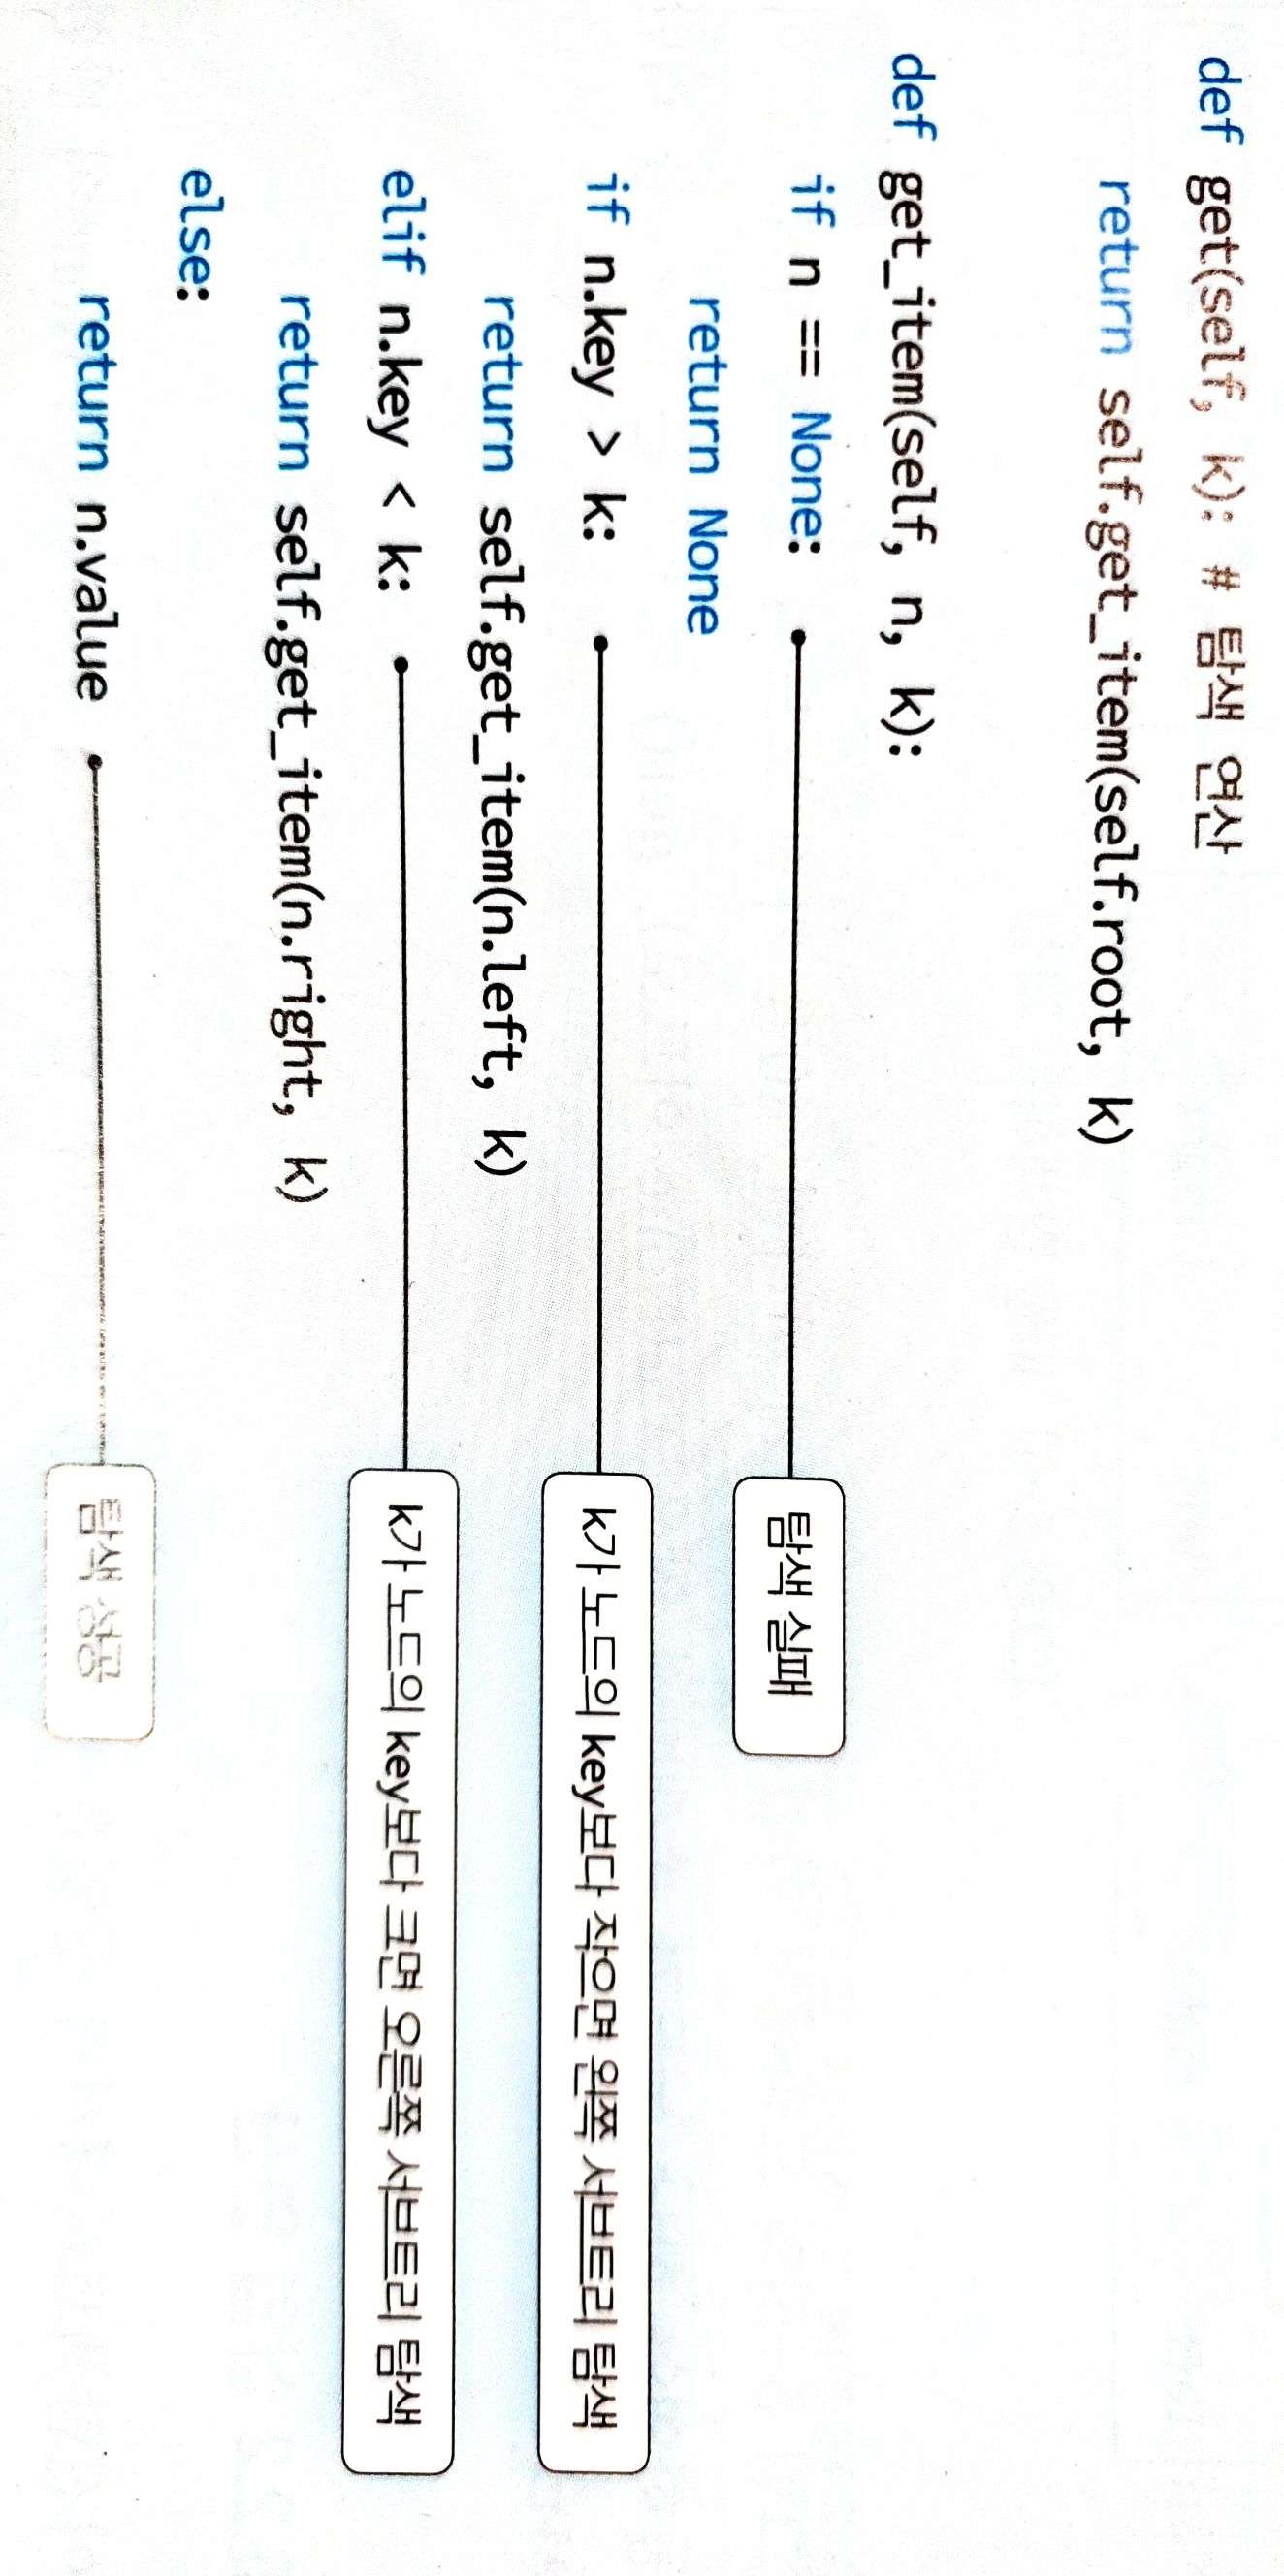 def get(self, k): # 탐색 연산
    return self.get_item(self.root, k)
def get_item(self, n, k):
    if n == None: 탐색 실패
        return None
    if n.key > k: k가 노드의 key보다 작으면 왼쪽 서브트리 탐색
        return self.get_item(n.left, k)
    elif n.key < k: k가 노드의 key보다 크면 오른쪽 서브트리 탐색
        return self.get_item(n.right, k)
    else:
        return n.value 탐색 성공